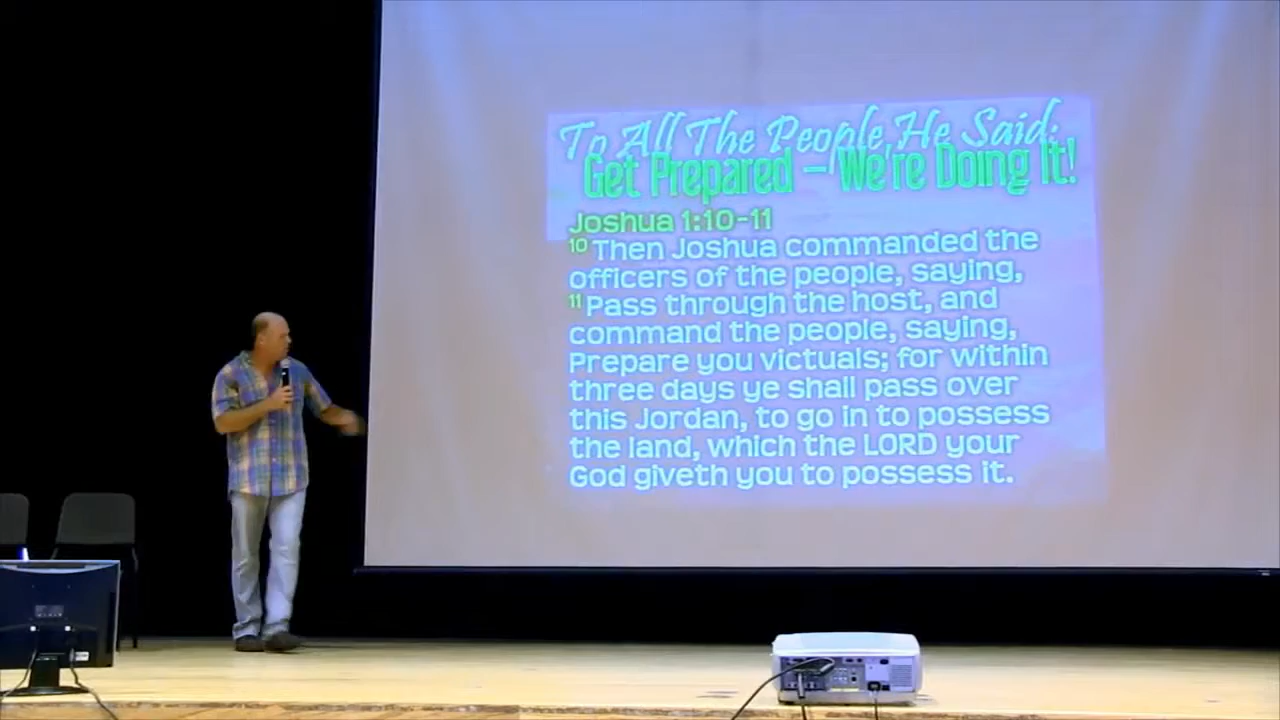 To All The People He Said:
Get Prepared – We're Doing It!
Joshua 1:10-11
10 Then Joshua commanded the
officers of the people, saying,
11 Pass through the host, and
command the people, saying,
Prepare you victuals; for within
three days ye shall pass over
this Jordan, to go in to possess
the land, which the LORD your
God giveth you to possess it.